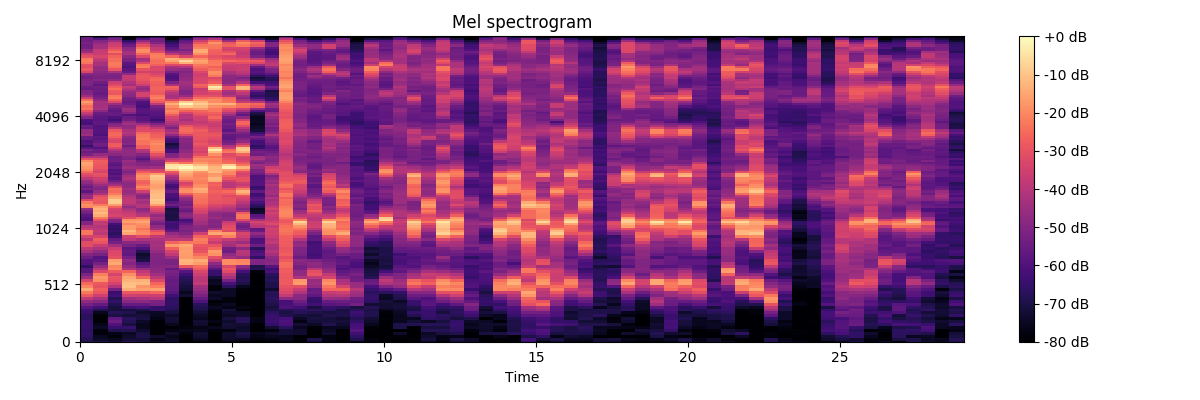 Mel spectrogram
Hz
8192
4096
2048
1024
512
0
0 5 10 15 20 25
Time
+0 dB
-10 dB
-20 dB
-30 dB
-40 dB
-50 dB
-60 dB
-70 dB
-80 dB